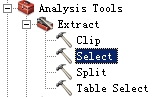 Analysis Tools
Extract
Clip
Select
Split
Table Select